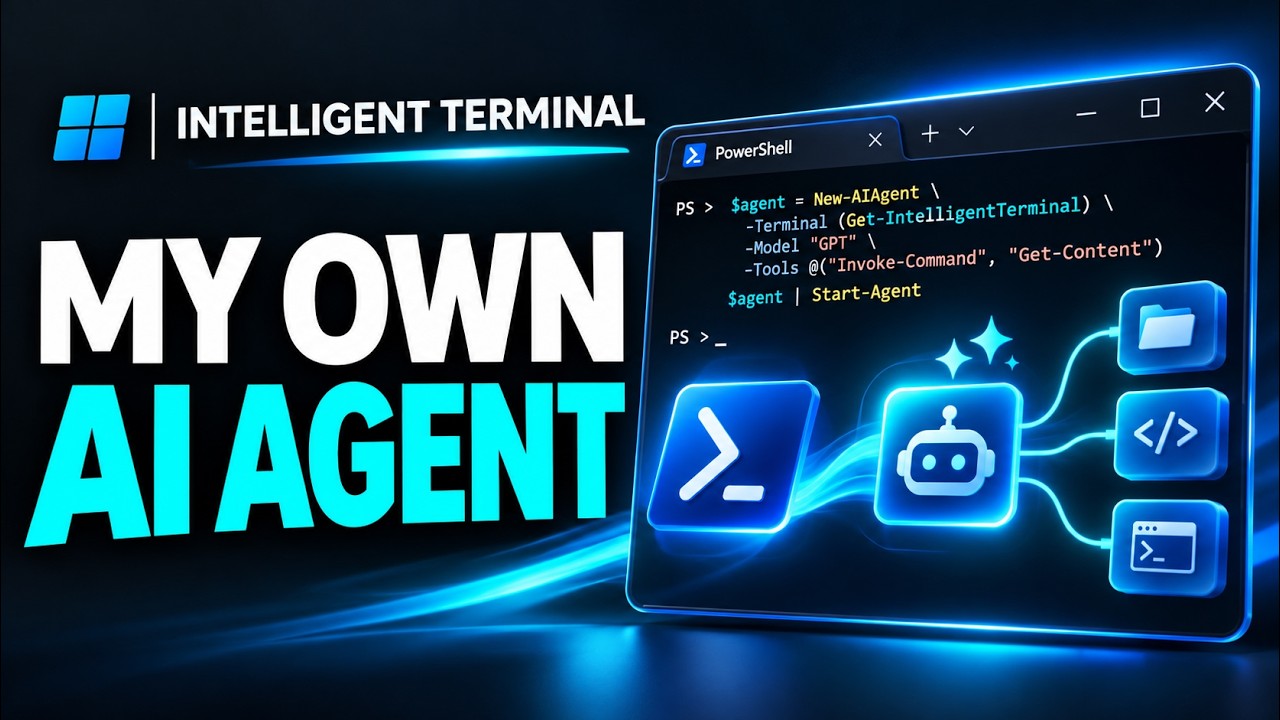 INTELLIGENT TERMINAL
MY OWN
AI AGENT
PowerShell
PS > $agent = New-AIAgent \
-Terminal (Get-IntelligentTerminal) \
-Model "GPT" \
-Tools @("Invoke-Command", "Get-Content")
$agent | Start-Agent
PS >_